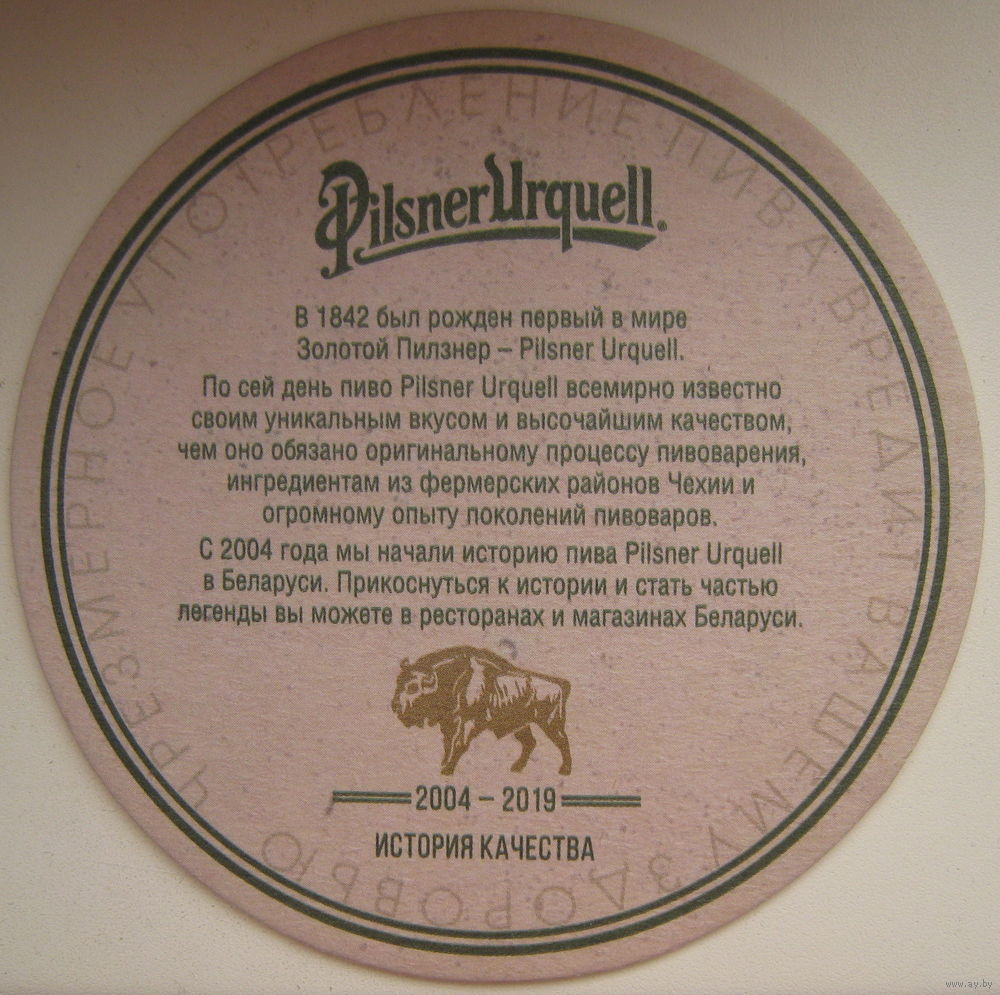 Pilsner Urquell®
В 1842 был рожден первый в мире
Золотой Пилзнер – Pilsner Urquell.
По сей день пиво Pilsner Urquell всемирно известно
своим уникальным вкусом и высочайшим качеством,
чем оно обязано оригинальному процессу пивоварения,
ингредиентам из фермерских районов Чехии и
огромному опыту поколений пивоваров.
С 2004 года мы начали историю пива Pilsner Urquell
в Беларуси. Прикоснуться к истории и стать частью
легенды вы можете в ресторанах и магазинах Беларуси.
2004 – 2019
ИСТОРИЯ КАЧЕСТВА
ЧРЕЗМЕРНОЕ УПОТРЕБЛЕНИЕ ПИВА ВРЕДИТ ВАШЕМУ ЗДОРОВЬЮ
www.ay.by